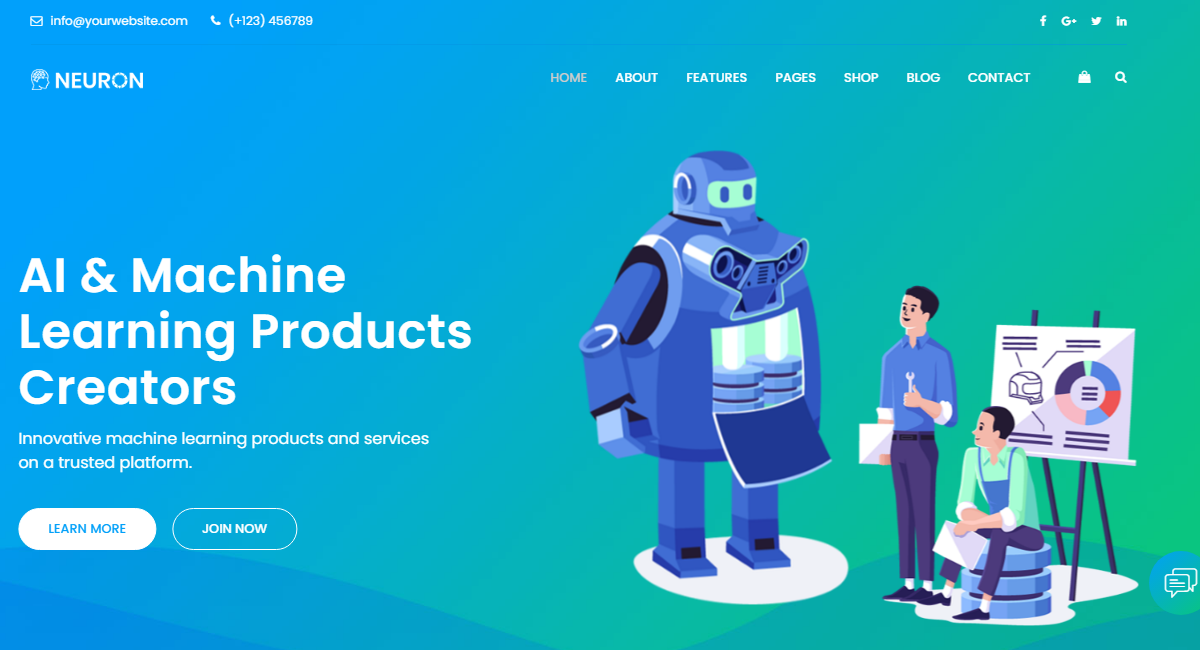 info@yourwebsite.com (+123) 456789
NEURON
HOME ABOUT FEATURES PAGES SHOP BLOG CONTACT
AI & Machine
Learning Products
Creators
Innovative machine learning products and services
on a trusted platform.
LEARN MORE JOIN NOW